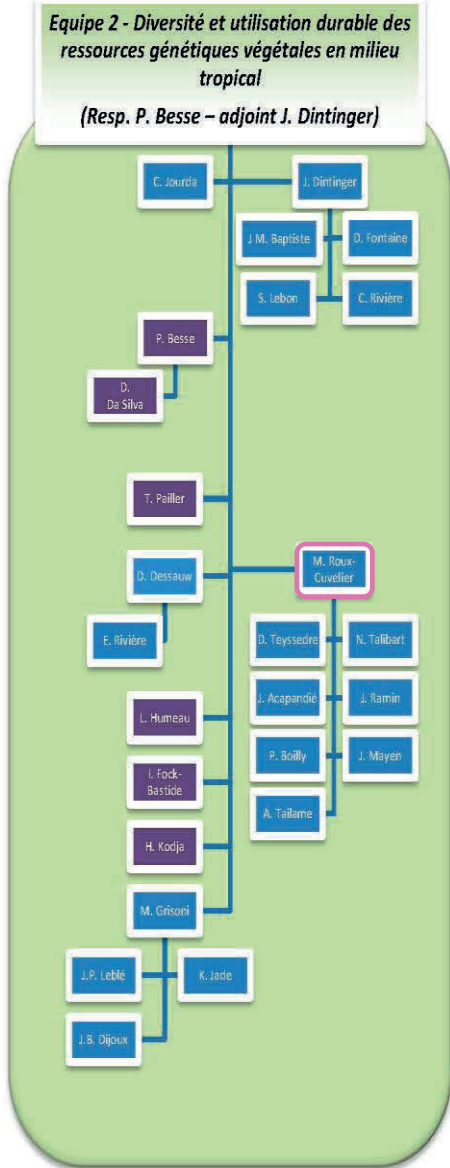 Equipe 2 - Diversité et utilisation durable des
ressources génétiques végétales en milieu
tropical
(Resp. P. Besse – adjoint J. Dintinger)
C. Jourda
J. Dintinger
J M. Baptiste
D. Fontaine
S. Lebon
C. Rivière
P. Besse
D.
Da Silva
T. Pailler
D. Dessauw
M. Roux-
Cuvelier
E. Rivière
D. Teyssedre
N. Talibart
J. Acapandié
J. Ramin
L. Humeau
P. Boilly
J. Mayen
I. Fock-
Bastide
A. Tailame
H. Kodja
M. Grisoni
J.P. Leblé
K. Jade
J.B. Dijoux